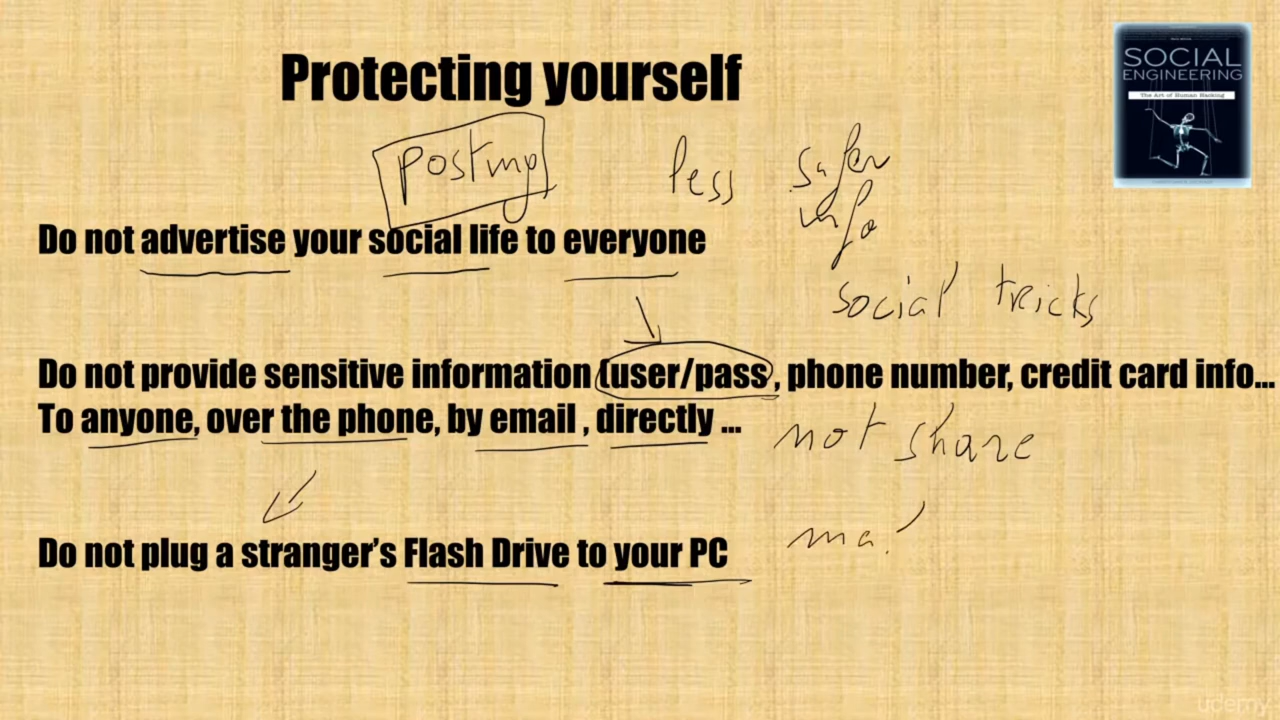 Protecting yourself
SOCIAL
ENGINEERING
The Art of Human Hacking
posting less safer
info
Do not advertise your social life to everyone
social tricks
Do not provide sensitive information (user/pass , phone number, credit card info...
To anyone, over the phone, by email , directly ...
not share
Do not plug a stranger’s Flash Drive to your PC
udemy